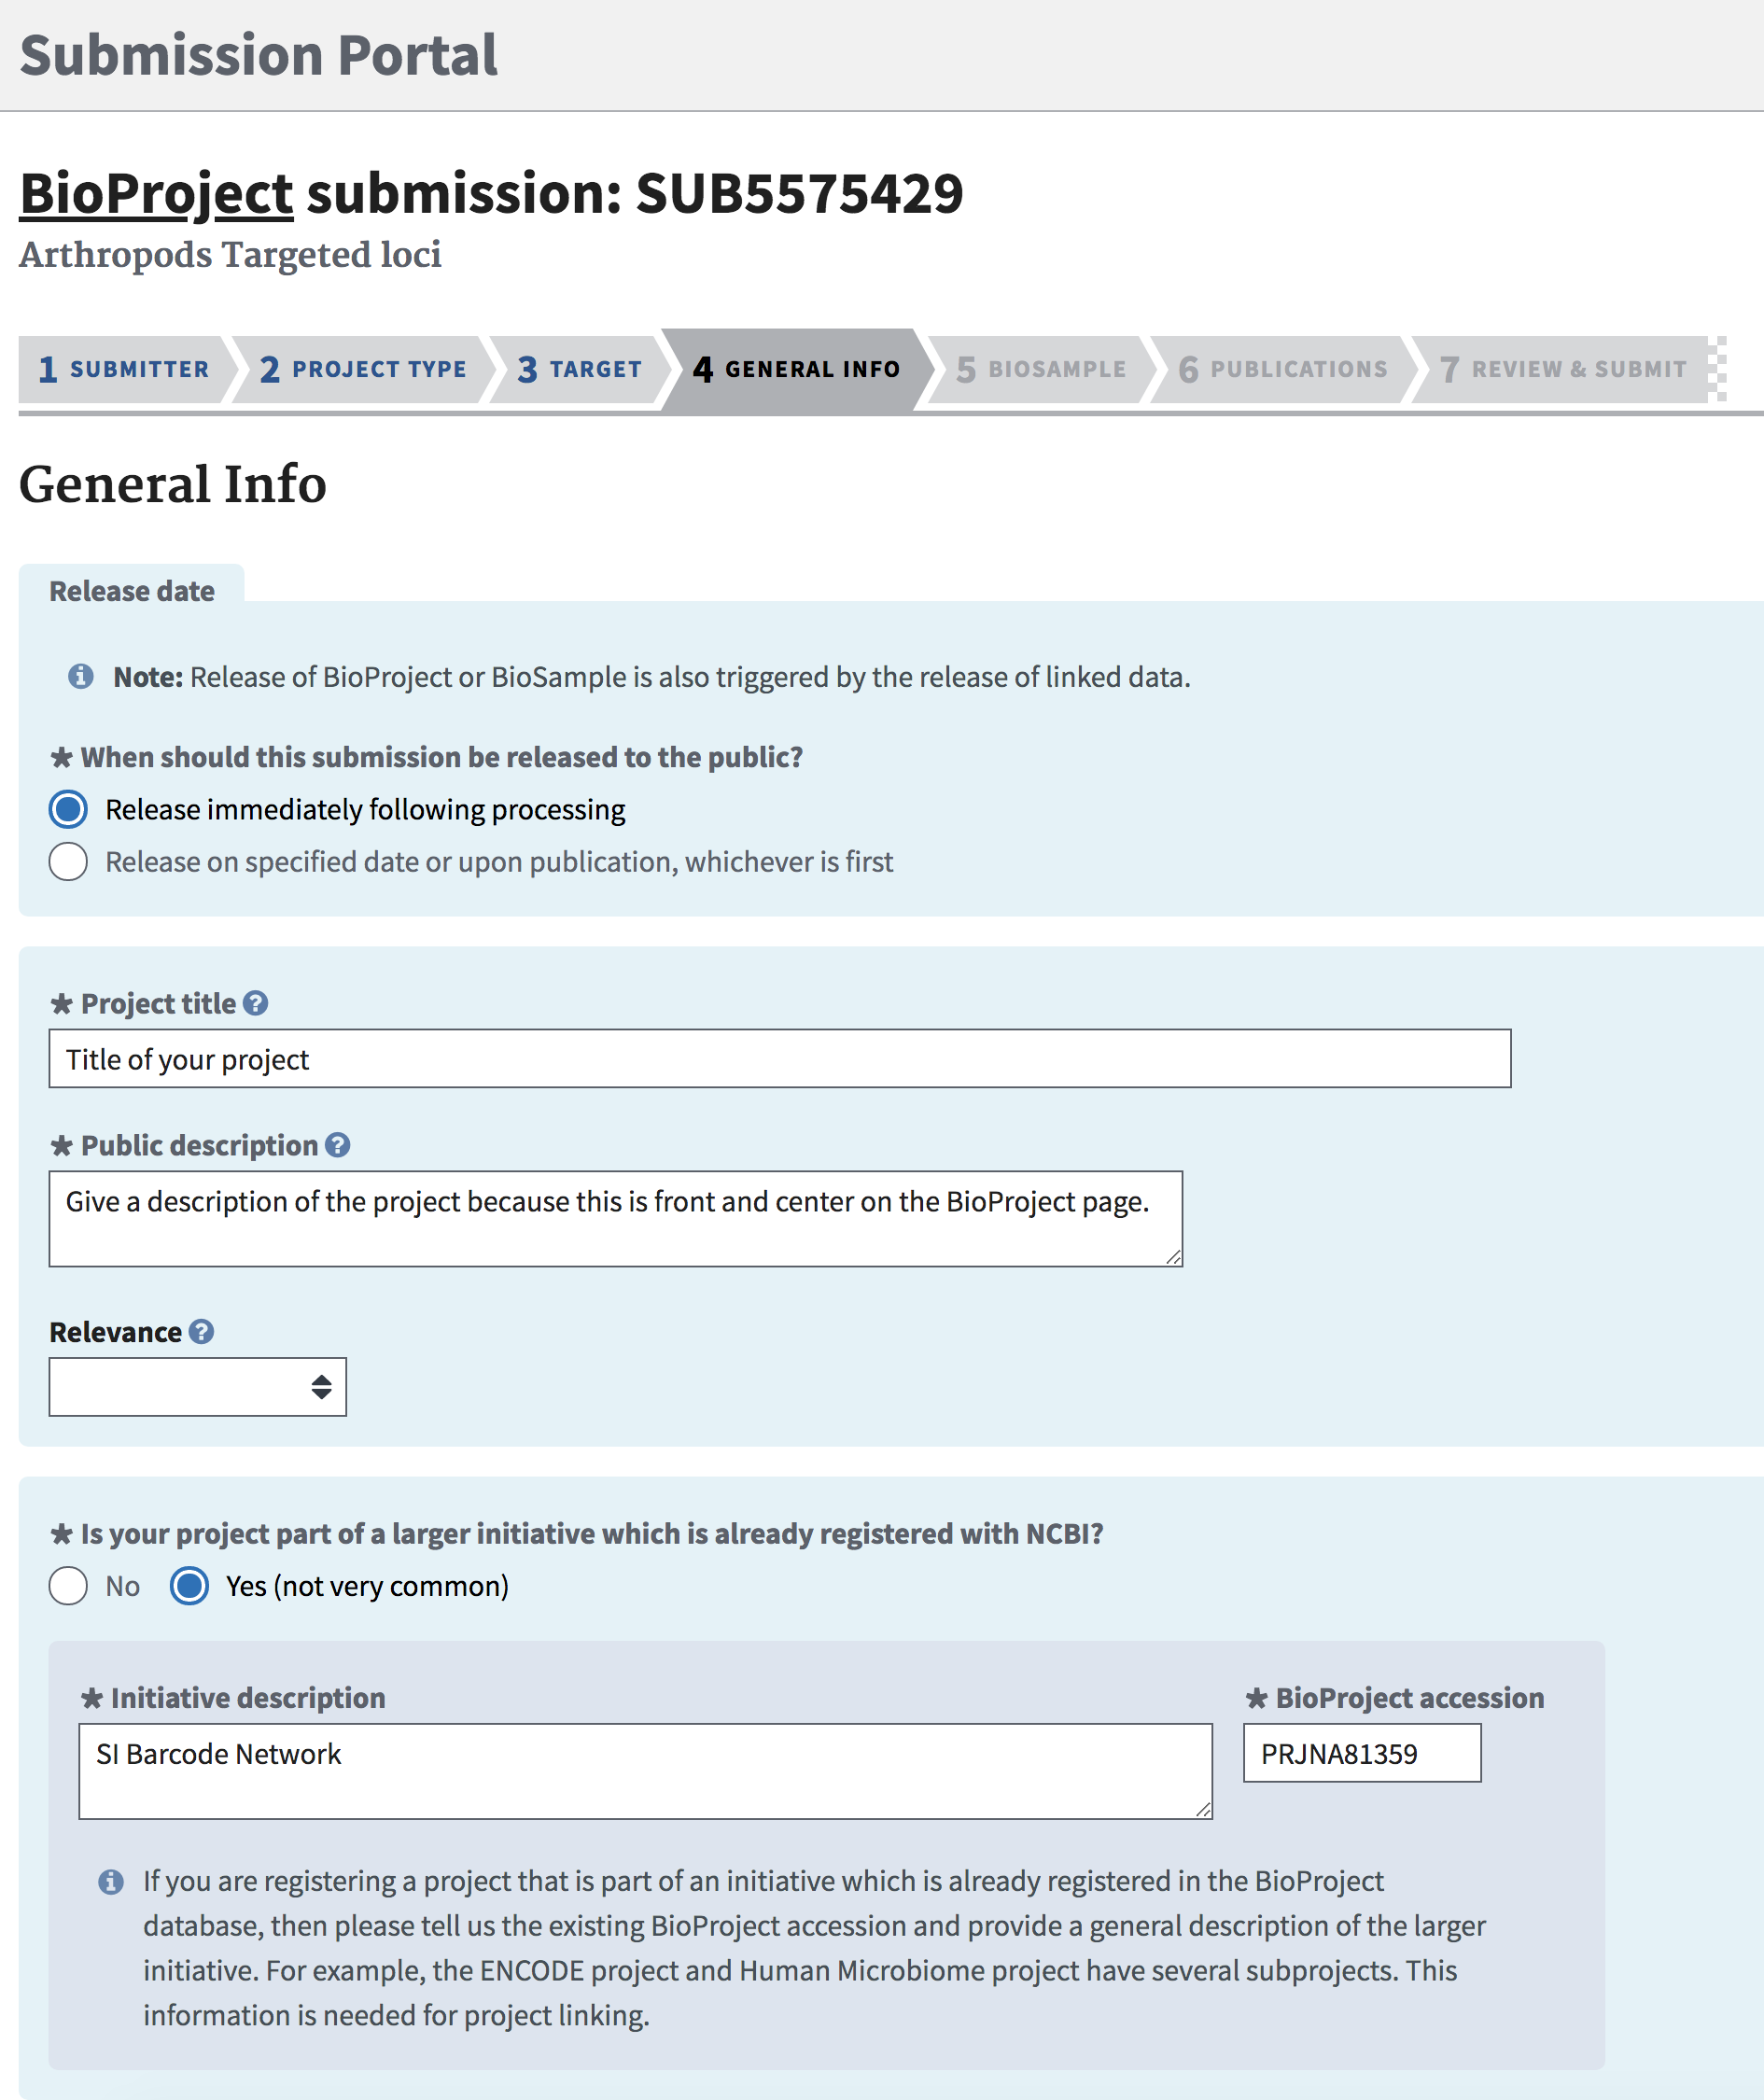 Submission Portal
BioProject submission: SUB5575429
Arthropods Targeted loci
1 SUBMITTER 2 PROJECT TYPE 3 TARGET 4 GENERAL INFO 5 BIOSAMPLE 6 PUBLICATIONS 7 REVIEW & SUBMIT
General Info
Release date
Note: Release of BioProject or BioSample is also triggered by the release of linked data.
* When should this submission be released to the public?
Release immediately following processing
Release on specified date or upon publication, whichever is first
* Project title ?
Title of your project
* Public description ?
Give a description of the project because this is front and center on the BioProject page.
Relevance ?
* Is your project part of a larger initiative which is already registered with NCBI?
No Yes (not very common)
* Initiative description * BioProject accession
SI Barcode Network PRJNA81359
If you are registering a project that is part of an initiative which is already registered in the BioProject
database, then please tell us the existing BioProject accession and provide a general description of the larger
initiative. For example, the ENCODE project and Human Microbiome project have several subprojects. This
information is needed for project linking.